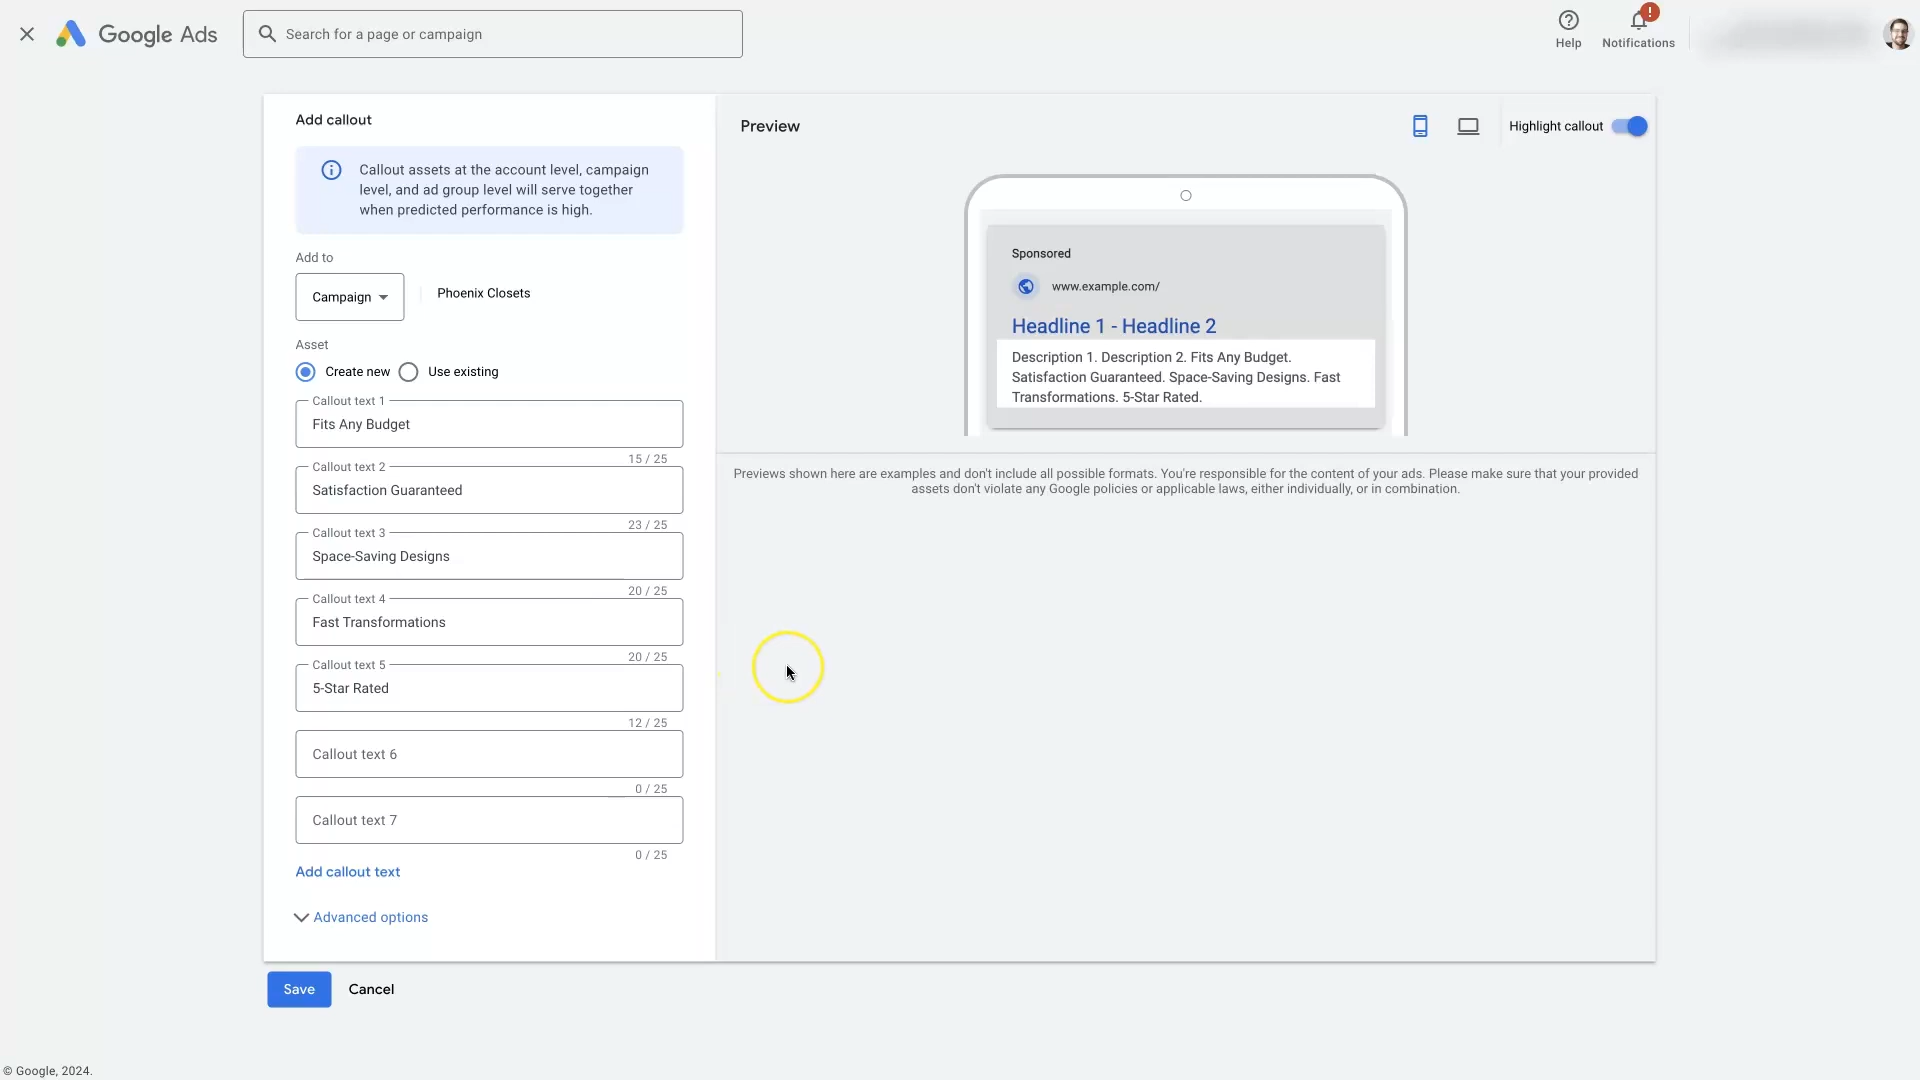 Google Ads
Search for a page or campaign
Help
!
Notifications
Add callout
Callout assets at the account level, campaign
level, and ad group level will serve together
when predicted performance is high.
Add to
Campaign
Phoenix Closets
Asset
Create new
Use existing
Callout text 1
Fits Any Budget
15 / 25
Callout text 2
Satisfaction Guaranteed
23 / 25
Callout text 3
Space-Saving Designs
20 / 25
Callout text 4
Fast Transformations
20 / 25
Callout text 5
5-Star Rated
12 / 25
Callout text 6
0 / 25
Callout text 7
0 / 25
Add callout text
Advanced options
Save
Cancel
Preview
Highlight callout
Sponsored
www.example.com/
Headline 1 - Headline 2
Description 1. Description 2. Fits Any Budget.
Satisfaction Guaranteed. Space-Saving Designs. Fast
Transformations. 5-Star Rated.
Previews shown here are examples and don't include all possible formats. You're responsible for the content of your ads. Please make sure that your provided
assets don't violate any Google policies or applicable laws, either individually, or in combination.
© Google, 2024.